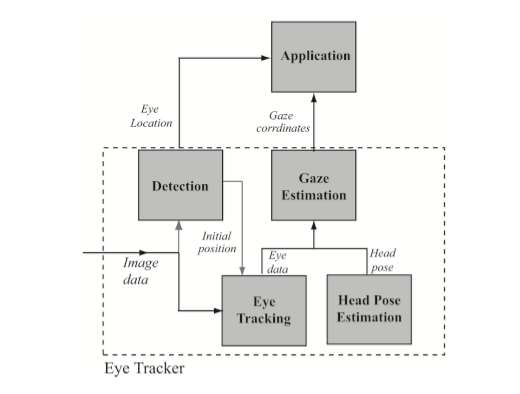 Application
Eye
Location
Gaze
corrdinates
Detection
Gaze
Estimation
Initial
position
Image
data
Eye
data
Head
pose
Eye
Tracking
Head Pose
Estimation
Eye Tracker